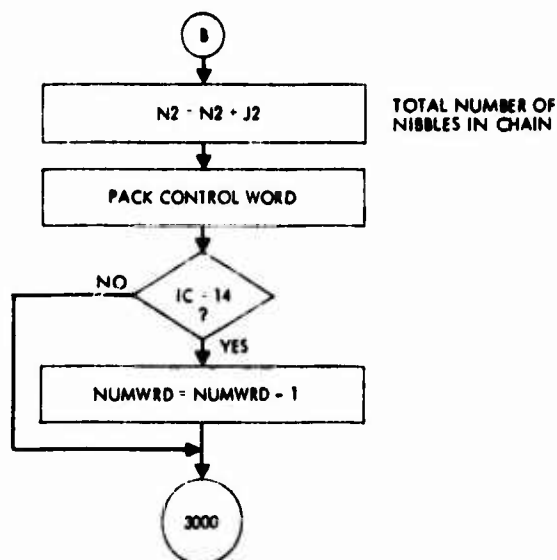 B
N2 - N2 + J2
TOTAL NUMBER OF
NIBBLES IN CHAIN
PACK CONTROL WORD
NO
IC - 14
?
YES
NUMWRD = NUMWRD - 1
3000